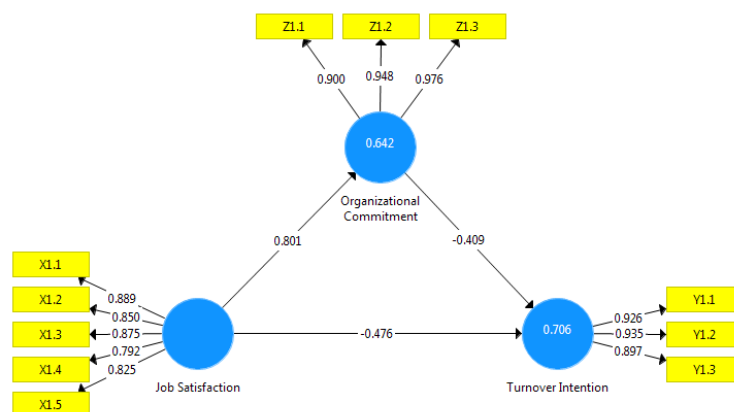 Z1.1
Z1.2
Z1.3
0.900
0.948
0.976
0.642
Organizational
Commitment
0.801
-0.409
X1.1
X1.2
X1.3
X1.4
X1.5
0.889
0.850
0.875
0.792
0.825
Job Satisfaction
-0.476
0.706
Turnover Intention
0.926
0.935
0.897
Y1.1
Y1.2
Y1.3